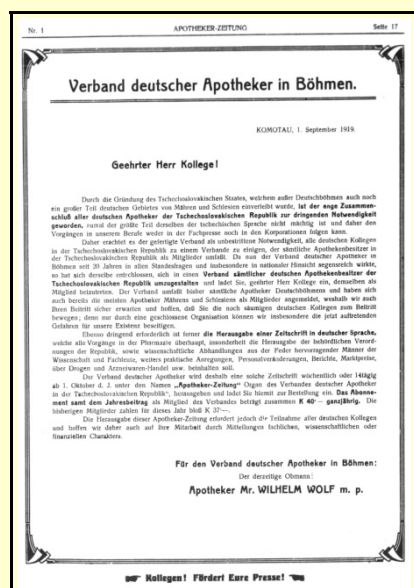 Nr. 1 APOTHEKER-ZEITUNG Seite 17
Verband deutscher Apotheker in Böhmen.
KOMOTAU, 1. September 1919.
Geehrter Herr Kollege!
Durch die Gründung des Tschechoslovakischen Staates, welchem außer Deutschböhmen auch noch
ein großer Teil deutschen Gebietes von Mähren und Schlesien einverleibt wurde, ist der enge Zusammen-
schluß aller deutschen Apotheker der Tschechoslovakischen Republik zur dringenden Notwendigkeit
geworden, zumal der größte Teil derselben der tschechischen Sprache nicht mächtig ist und daher den
Vorgängen in unserem Berufe weder in der Fachpresse noch in den Korporationen folgen kann.
Daher erachtet es der gefertigte Verband als unbestrittene Notwendigkeit, alle deutschen Kollegen
in der Tschechoslovakischen Republik zu einem Verbande zu einigen, der sämtliche Apothekenbesitzer in
der Tschechoslovakischen Republik als Mitglieder umfaßt. Da nun der Verband deutscher Apotheker in
Böhmen seit 20 Jahren in allen Standesfragen und insbesondere in nationaler Hinsicht segensreich wirkte,
so hat sich derselbe entschlossen, sich in einen Verband sämtlicher deutschen Apothekenbesitzer der
Tschechoslovakischen Republik umzugestalten und ladet Sie, geehrter Herr Kollege ein, demselben als
Mitglied beizutreten. Der Verband umfaßt bisher sämtliche Apotheker Deutschböhmens und haben sich
auch bereits die meisten Apotheker Mährens und Schlesiens als Mitglieder angemeldet, weshalb wir auch
Ihren Beitritt sicher erwarten und hoffen, daß Sie die noch säumigen deutschen Kollegen zum Beitritt
bewegen; denn nur durch eine geschlossene Organisation können wir insbesondere die jetzt auftretenden
Gefahren für unsere Existenz beseitigen.
Ebenso dringend erforderlich ist ferner die Herausgabe einer Zeitschrift in deutscher Sprache,
welche alle Vorgänge in der Pharmazie überhaupt, insonderheit die Herausgabe der behördlichen Verord-
nungen der Republik, sowie wissenschaftliche Abhandlungen aus der Feder hervorragender Männer der
Wissenschaft und Fachleute, weiters praktische Anregungen, Personalveränderungen, Berichte, Marktpreise,
über Drogen und Arzneiwaren-Handel usw. beinhalten soll.
Der Verband deutscher Apotheker wird deshalb eine solche Zeitschrift wöchentlich oder 14tägig
ab 1. Oktober d. J. unter den Namen „Apotheker-Zeitung“ Organ des Verbandes deutscher Apotheker
in der Tschechoslovakischen Republik“, herausgeben und ladet Sie hiemit zur Bestellung ein. Das Abonne-
ment samt dem Jahresbeitrag als Mitglied des Verbandes beträgt zusammen K 40·– ganzjährig. Die
bisherigen Mitglieder zahlen für dieses Jahr bloß K 37·—.
Die Herausgabe dieser Apotheker-Zeitung erfordert jedoch die Teilnahme aller deutschen Kollegen
und hoffen wir daher auch auf Ihre Mitarbeit durch Mitteilungen fachlichen, wissenschaftlichen oder
finanziellen Charakters.
Für den Verband deutscher Apotheker in Böhmen:
Der derzeitige Obmann:
Apotheker Mr. WILHELM WOLF m. p.
Kollegen! Fördert Eure Presse!